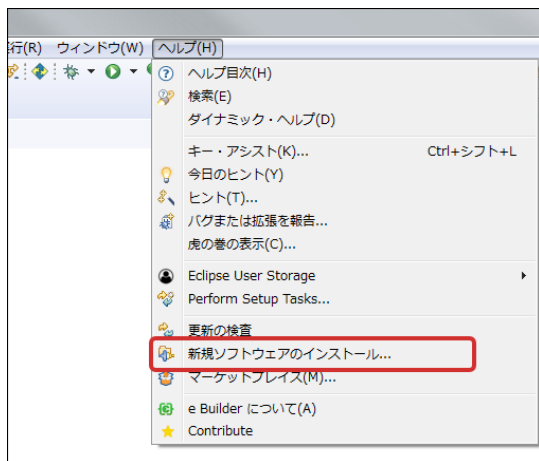 実行(R) ウィンドウ(W) ヘルプ(H)
ヘルプ目次(H)
検索(E)
ダイナミック・ヘルプ(D)
キー・アシスト(K)... Ctrl+シフト+L
今日のヒント(Y)
ヒント(T)...
バグまたは拡張を報告...
虎の巻の表示(C)...
Eclipse User Storage
Perform Setup Tasks...
更新の検査
新規ソフトウェアのインストール...
マーケットプレイス(M)...
e Builder について(A)
Contribute